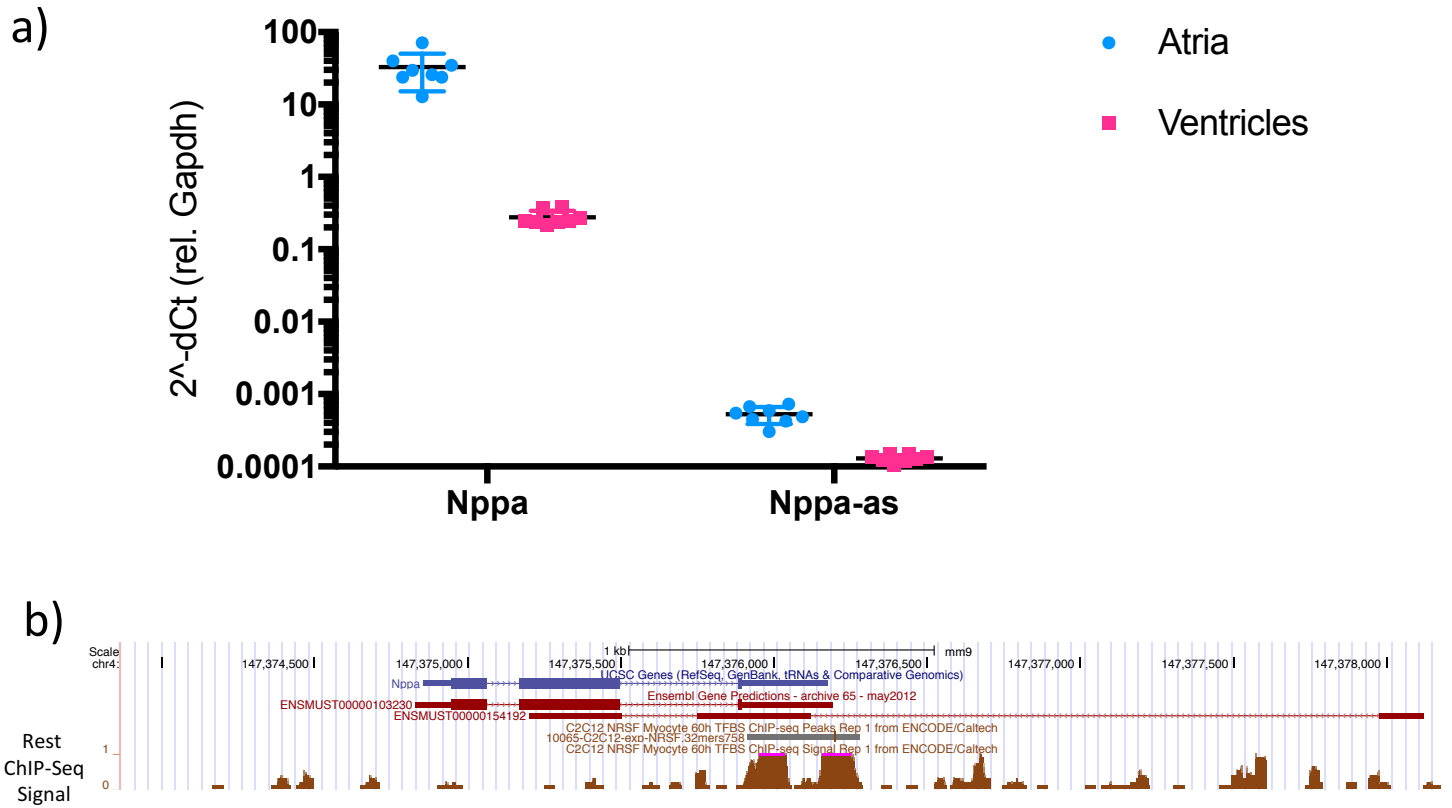 a)
100
10
1
0.1
0.01
0.001
0.0001
2^-dCt (rel. Gapdh)
Nppa
Nppa-as
Atria
Ventricles
b)
Scale
1 kb
mm9
chr4:
147,374,500
147,375,000
147,375,500
147,376,000
147,376,500
147,377,000
147,377,500
147,378,000
UCSC Genes (RefSeq, GenBank, tRNAs & Comparative Genomics)
Nppa
Ensembl Gene Predictions - archive 65 - may2012
ENSMUST00000103230
ENSMUST00000154192
C2C12 NRSF Myocyte 60h TFBS ChIP-seq Peaks Rep 1 from ENCODE/Caltech
10065-C2C12-exp-NRSF.32mers758
C2C12 NRSF Myocyte 60h TFBS ChIP-seq Signal Rep 1 from ENCODE/Caltech
Rest
ChIP-Seq
Signal
1
0